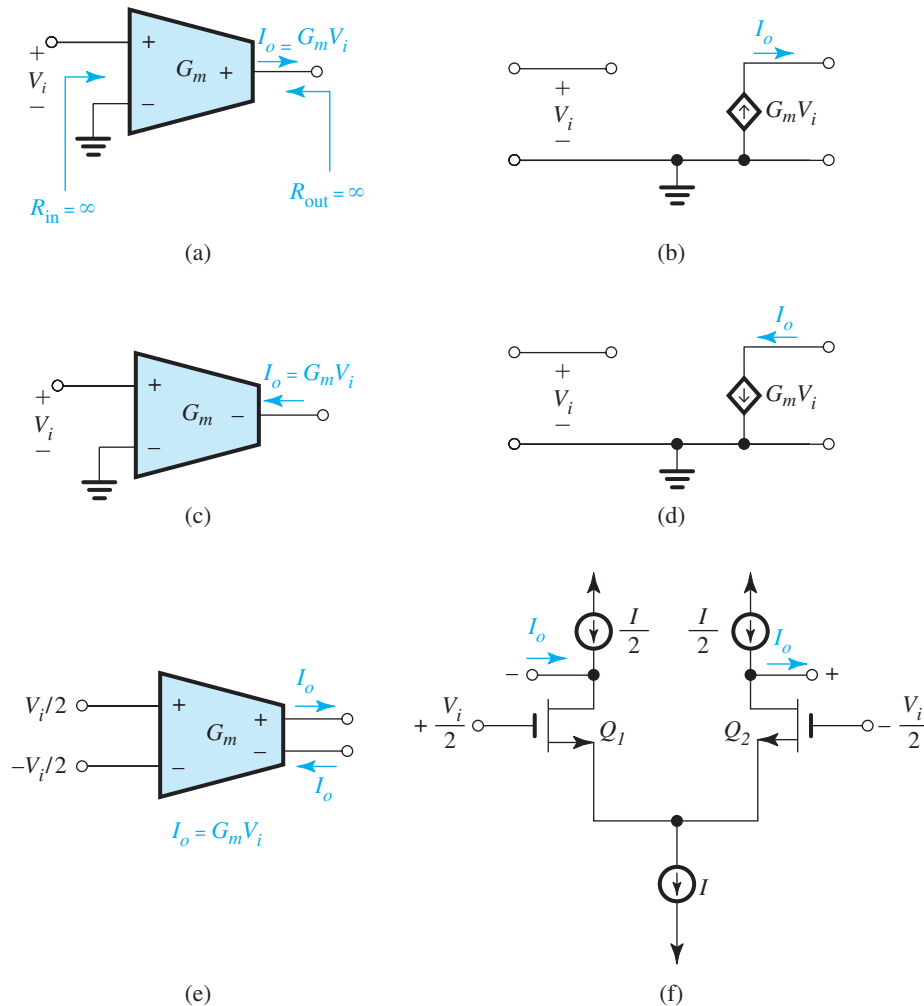 I_o = G_m V_i
+
+
V_i
−
G_m +
−
R_in = ∞
R_out = ∞
(a)
I_o
+
V_i
−
↑
G_m V_i
(b)
I_o = G_m V_i
+
+
V_i
−
G_m −
−
(c)
I_o
+
V_i
−
↓
G_m V_i
(d)
V_i/2
+
+
I_o
G_m
−V_i/2
−
−
I_o
I_o = G_m V_i
(e)
I/2
I/2
I_o
I_o
−
+
+ V_i/2
Q_1
Q_2
− V_i/2
I
(f)